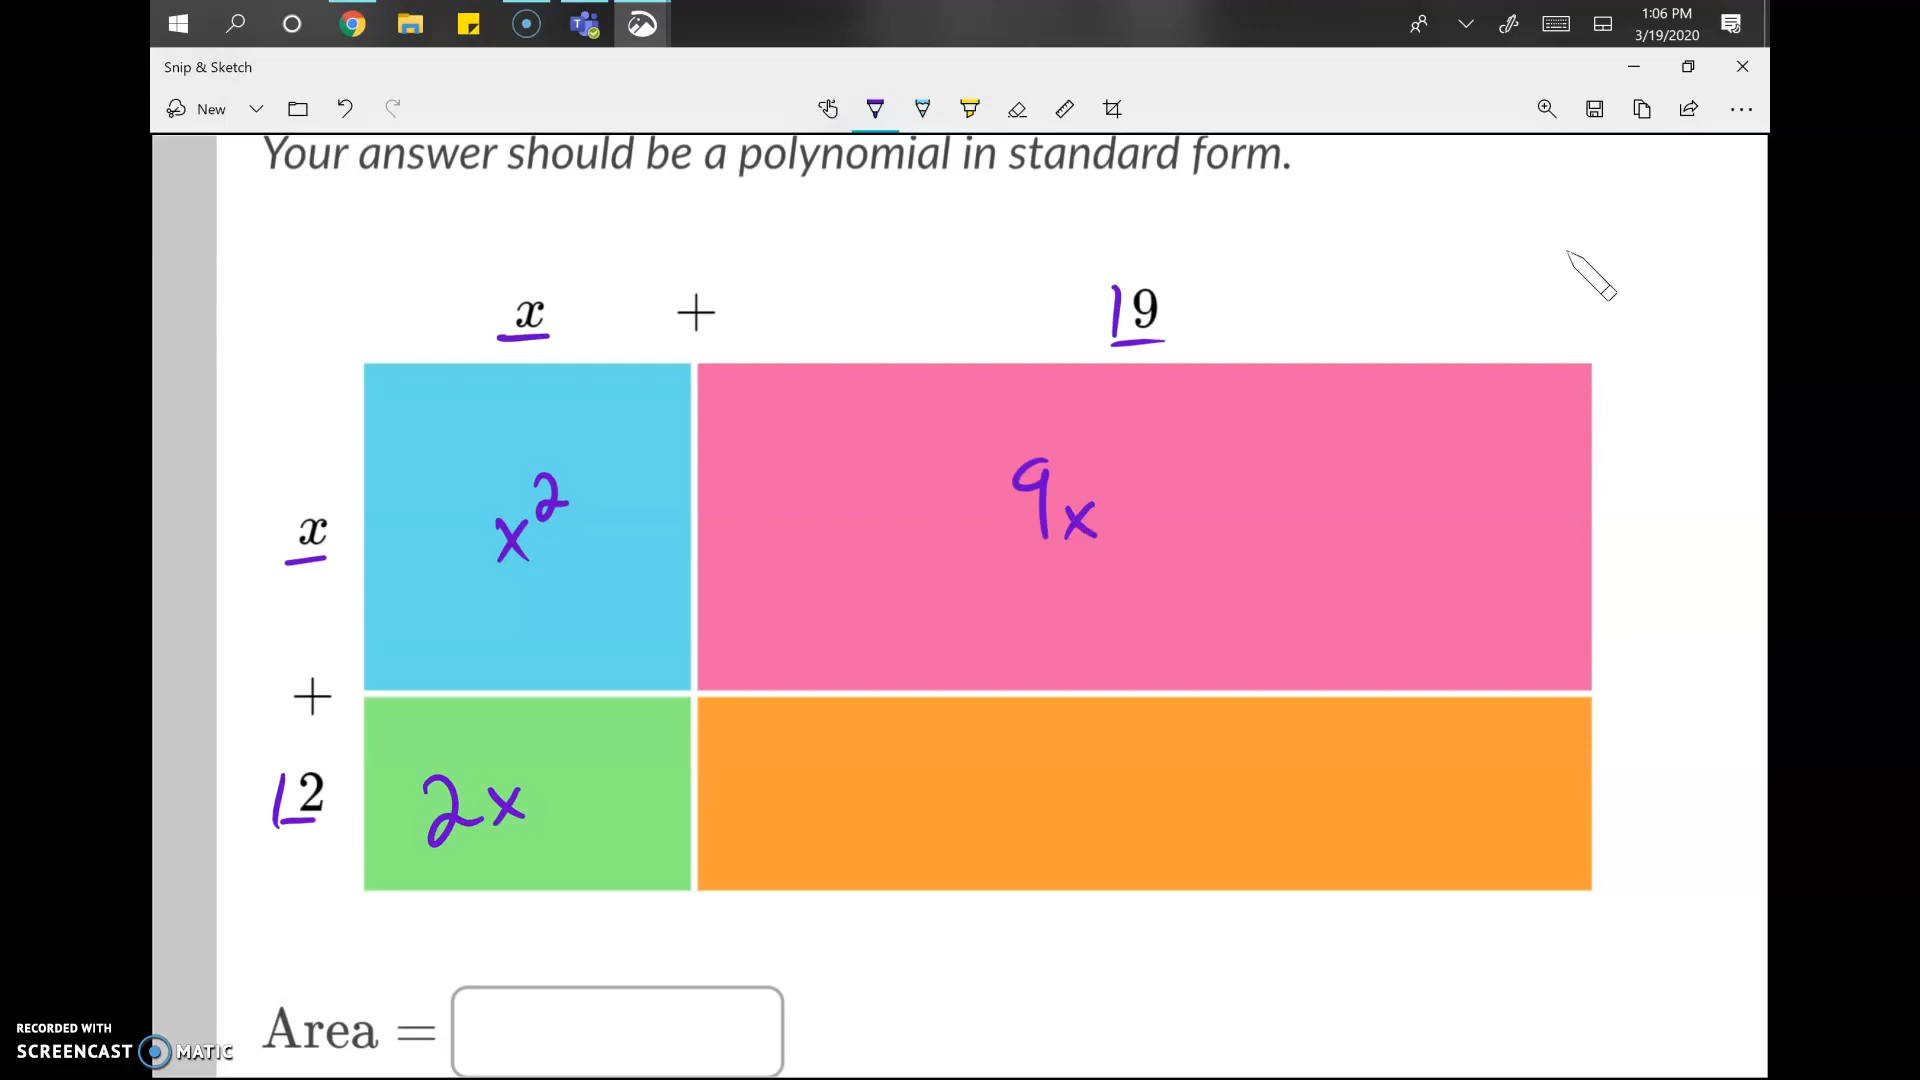 1:06 PM
3/19/2020
Snip & Sketch
New
Your answer should be a polynomial in standard form.
x + 19
x² 9x
x
+
12 2x
Area =
RECORDED WITH
SCREENCAST MATIC